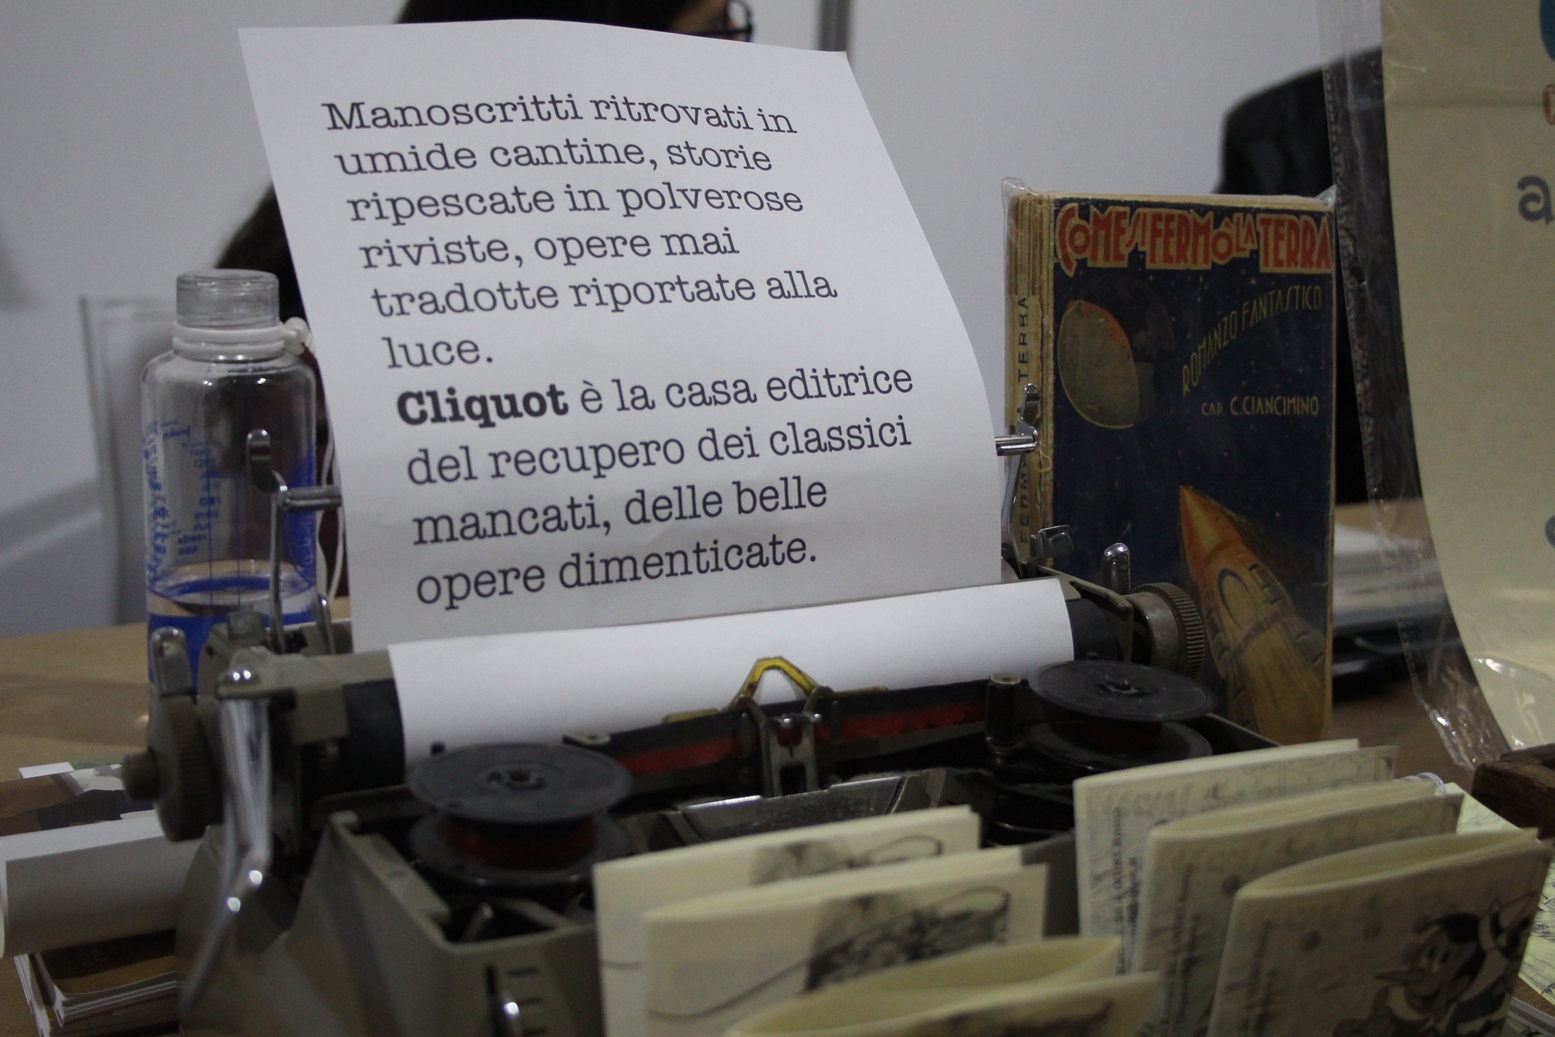 Manoscritti ritrovati in
umide cantine, storie
ripescate in polverose
riviste, opere mai
tradotte riportate alla
luce.
Cliquot è la casa editrice
del recupero dei classici
mancati, delle belle
opere dimenticate.
COME SI FERMÒ LA TERRA
ROMANZO FANTASTICO
CAP C. CIANCIMINO
TERRA
a